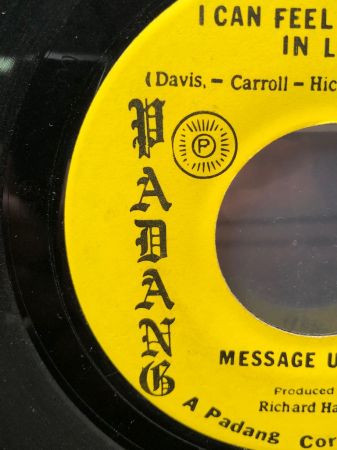 I CAN FEEL
IN L
(Davis, - Carroll - Hic
PADANG
P
MESSAGE U
Produced
Richard Ha
A Padang Cor